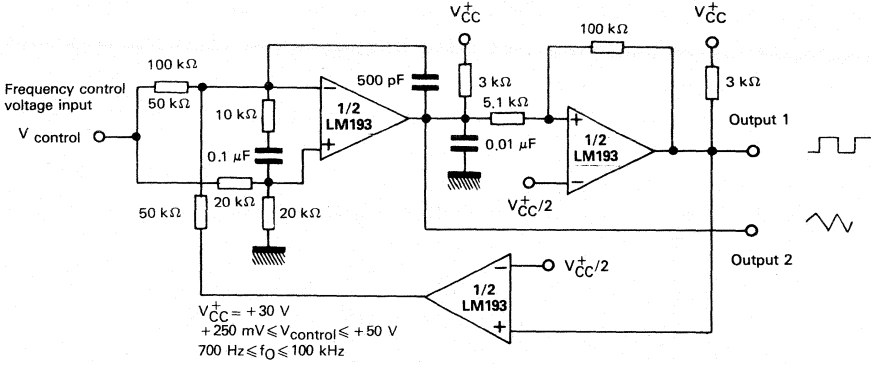 V+CC
V+CC
100 kΩ
100 kΩ
Frequency control
voltage input
50 kΩ
500 pF
3 kΩ
3 kΩ
5.1 kΩ
10 kΩ
−
1/2
LM193
+
V control
Output 1
0.1 μF
0.01 μF
+
1/2
LM193
−
V+CC/2
20 kΩ
50 kΩ
20 kΩ
Output 2
−
V+CC/2
1/2
LM193
+
V+CC = +30 V
+250 mV ⩽ Vcontrol ⩽ +50 V
700 Hz ⩽ fO ⩽ 100 kHz